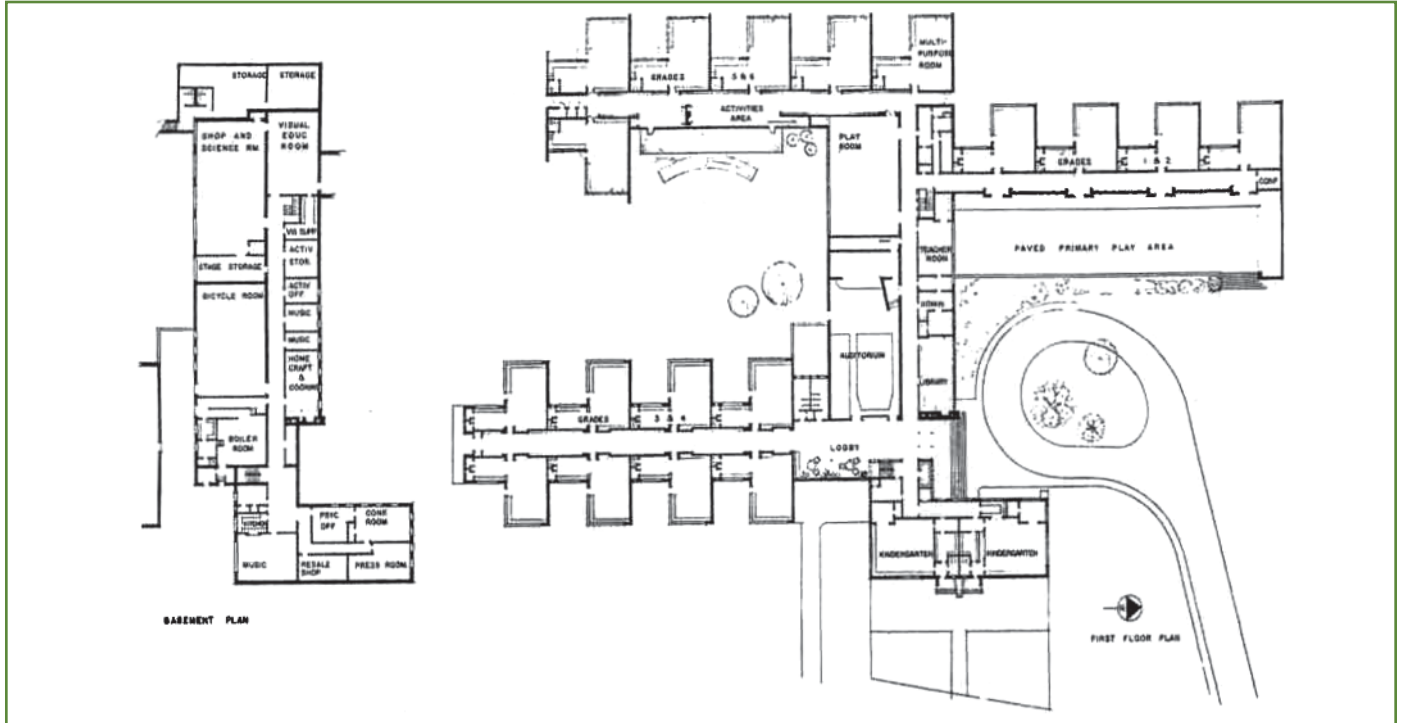 STORAGE
STORAGE
SHOP AND
SCIENCE RM.
VISUAL
EDUC
ROOM
VIS SUPP
ACTIV
STOR.
STAGE STORAGE
BICYCLE ROOM
ACTIV
OFF
MUSIC
MUSIC
HOME
CRAFT
&
COOKING
BOILER
ROOM
KITCHEN
MUSIC
PSYC
OFF
CONF
ROOM
RESALE
SHOP
PRESS ROOM
BASEMENT PLAN
GRADES 5 & 6
MULTI-
PURPOSE
ROOM
ACTIVITIES
AREA
PLAY
ROOM
GRADES 1 & 2
CONF
TEACHER
ROOM
PAVED PRIMARY PLAY AREA
ADMIN
AUDITORIUM
LIBRARY
GRADES 3 & 4
LOBBY
KINDERGARTEN
KINDERGARTEN
FIRST FLOOR PLAN